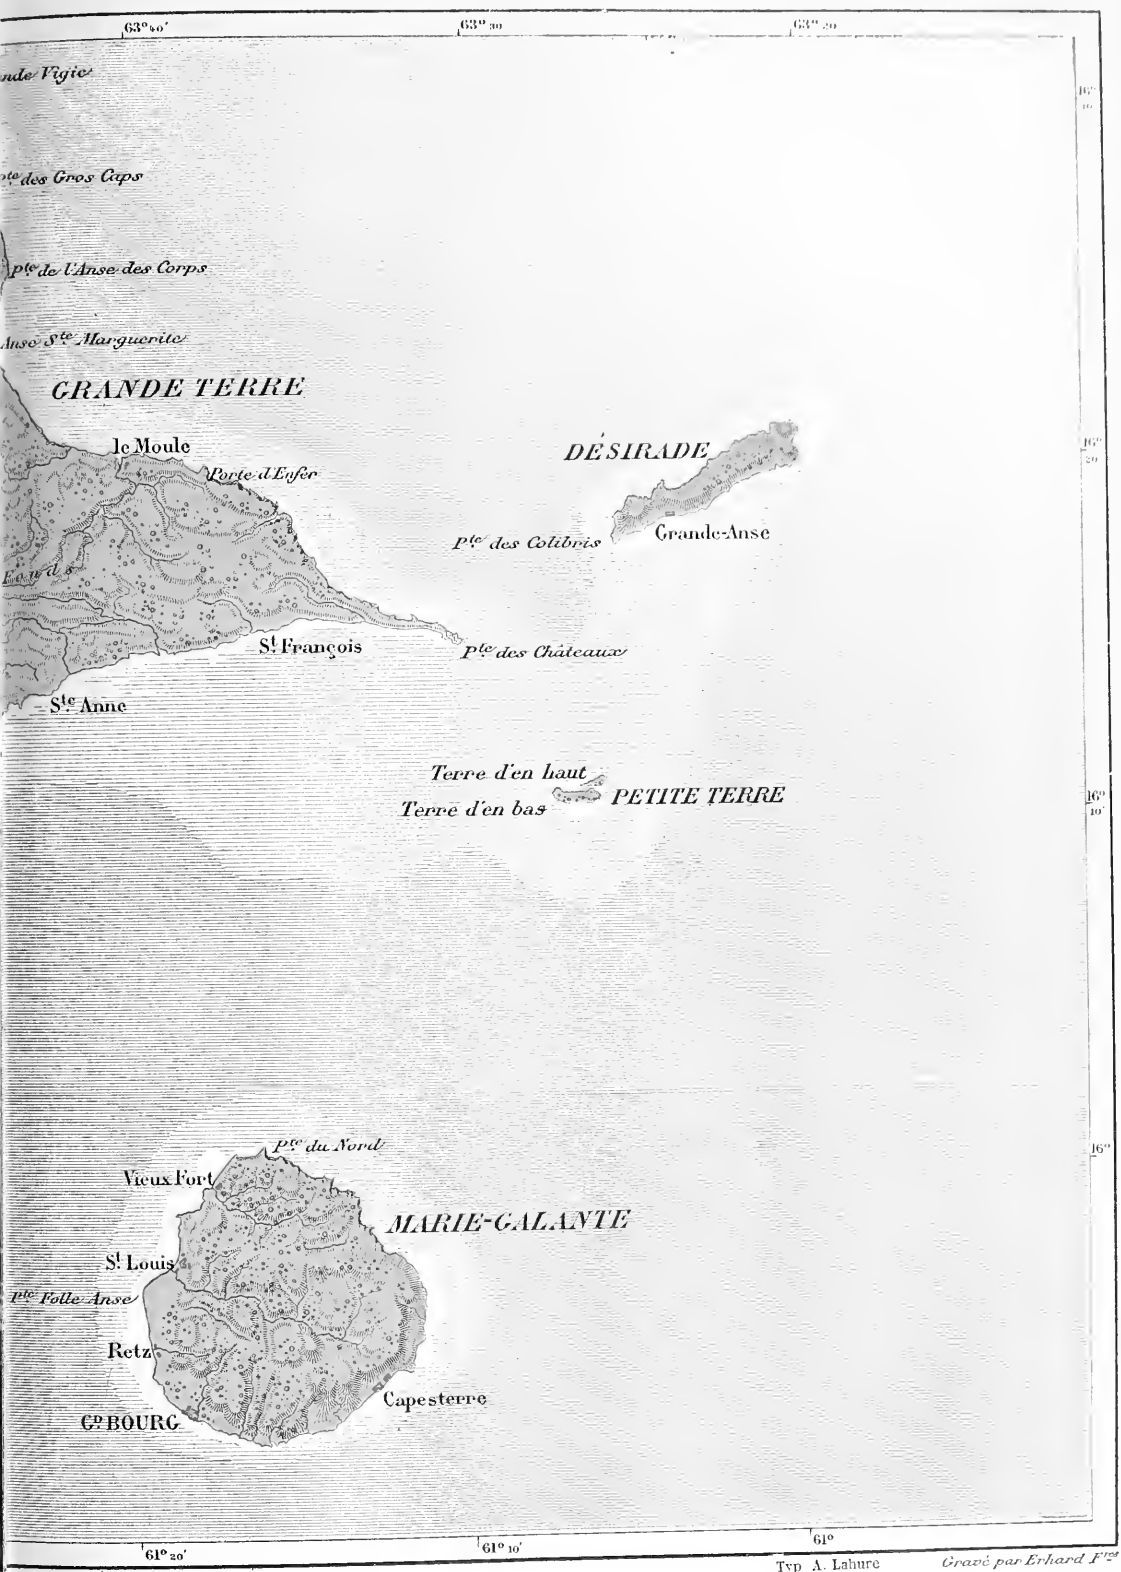 63° 40'
63° 30
63° 20
nde Vigie
16°
pte des Gros Caps
Pte de l'Anse des Corps
Anse Ste Marguerite
GRANDE TERRE
le Moule
DÉSIRADE
16°
20
Porte d'Enfer
Grande-Anse
Pte des Colibris
Fonds
St François
Pte des Châteaux
Ste Anne
Terre d'en haut
PETITE TERRE
16°
10'
Terre d'en bas
Pte du Nord
16°
Vieux Fort
MARIE-GALANTE
St Louis
Pte Folle Anse
Retz
Capesterre
Gd BOURG
61° 20'
61° 10'
61°
Typ A. Lahure
Gravé par Erhard Fres